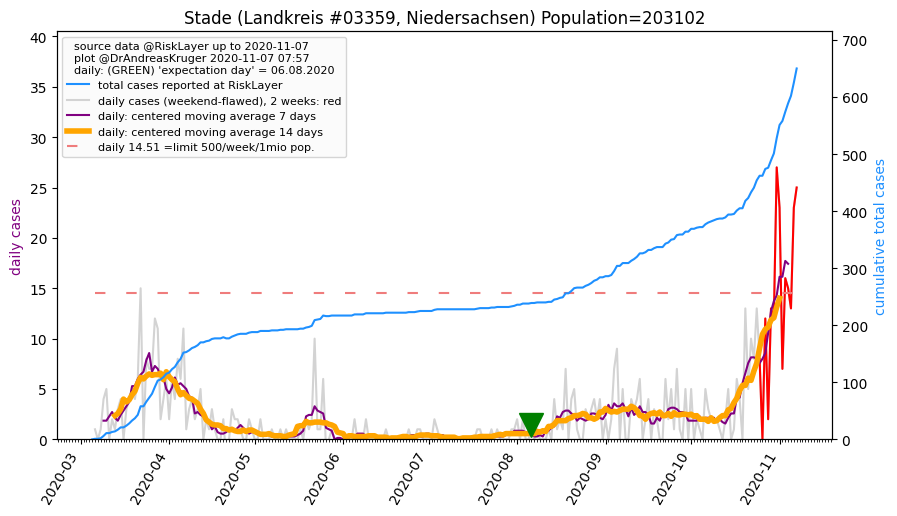 Stade (Landkreis #03359, Niedersachsen) Population=203102
source data @RiskLayer up to 2020-11-07
plot @DrAndreasKruger 2020-11-07 07:57
daily: (GREEN) 'expectation day' = 06.08.2020
total cases reported at RiskLayer
daily cases (weekend-flawed), 2 weeks: red
daily: centered moving average 7 days
daily: centered moving average 14 days
daily 14.51 =limit 500/week/1mio pop.
daily cases
40
35
30
25
20
15
10
5
0
cumulative total cases
700
600
500
400
300
200
100
0
2020-03
2020-04
2020-05
2020-06
2020-07
2020-08
2020-09
2020-10
2020-11